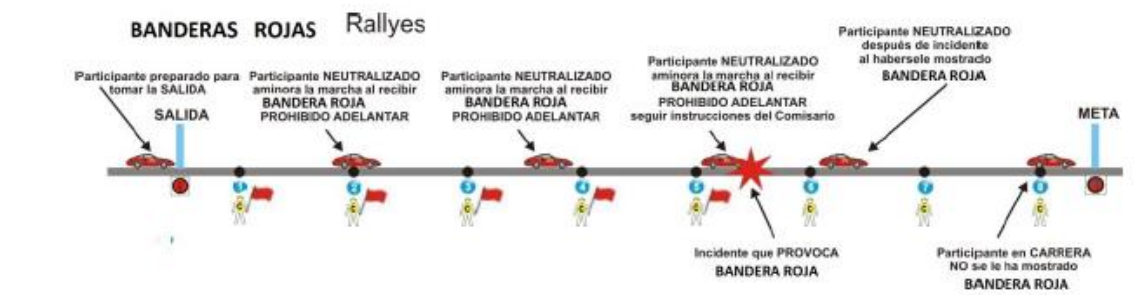 BANDERAS ROJAS Rallyes
Participante preparado para
tomar la SALIDA
SALIDA
Participante NEUTRALIZADO
aminora la marcha al recibir
BANDERA ROJA
PROHIBIDO ADELANTAR
Participante NEUTRALIZADO
aminora la marcha al recibir
BANDERA ROJA
PROHIBIDO ADELANTAR
Participante NEUTRALIZADO
aminora la marcha al recibir
BANDERA ROJA
PROHIBIDO ADELANTAR
seguir instrucciones del Comisario
Participante NEUTRALIZADO
después de incidente
al habersele mostrado
BANDERA ROJA
META
1 2 3 4 5 6 7 8
C C C C C C C C
Incidente que PROVOCA
BANDERA ROJA
Participante en CARRERA
NO se le ha mostrado
BANDERA ROJA